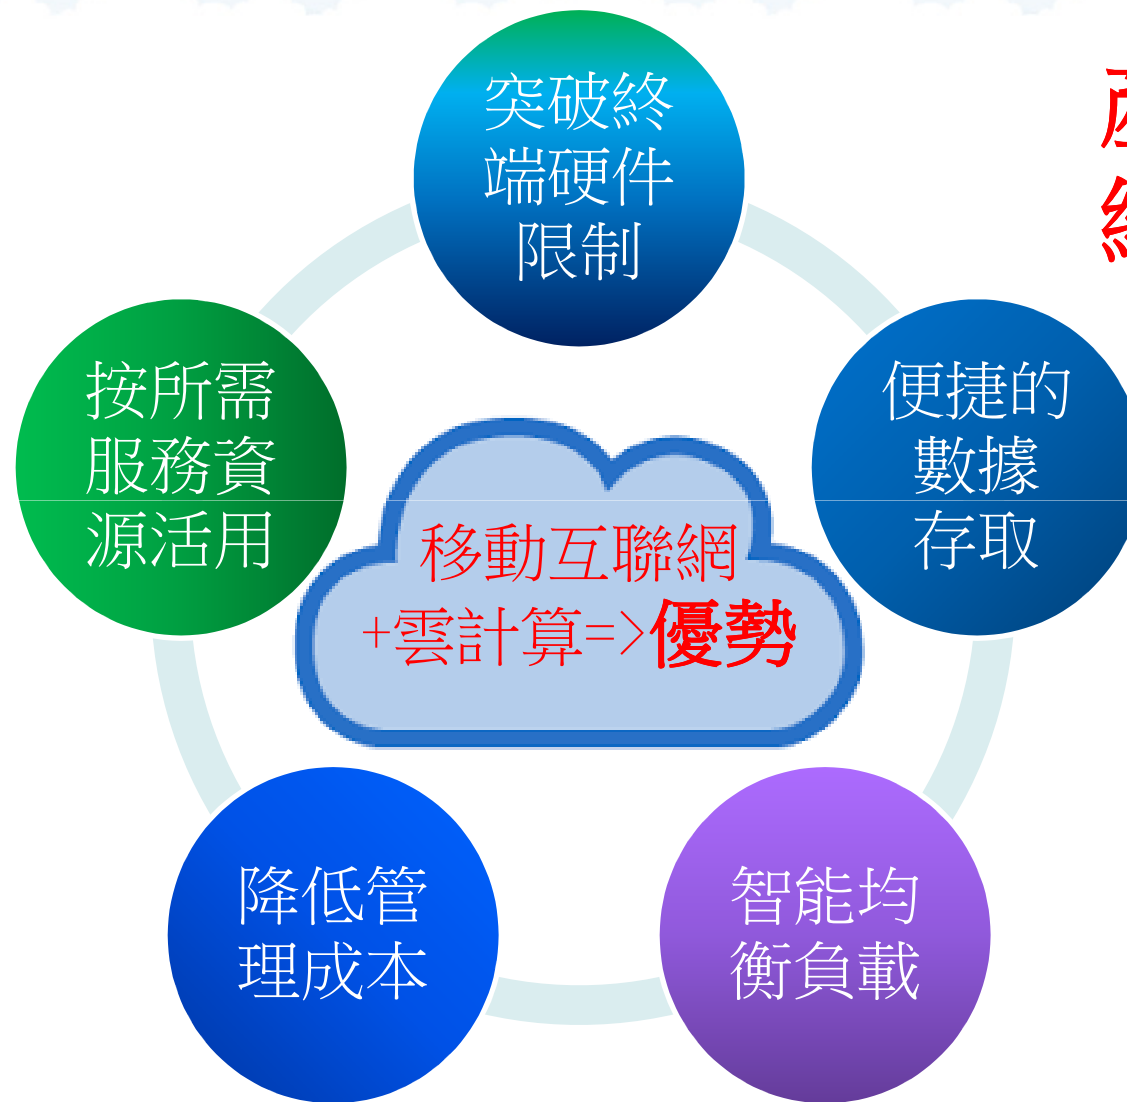 突破終
端硬件
限制
便捷的
數據
存取
智能均
衡負載
降低管
理成本
按所需
服務資
源活用
移動互聯網
+雲計算=>優勢